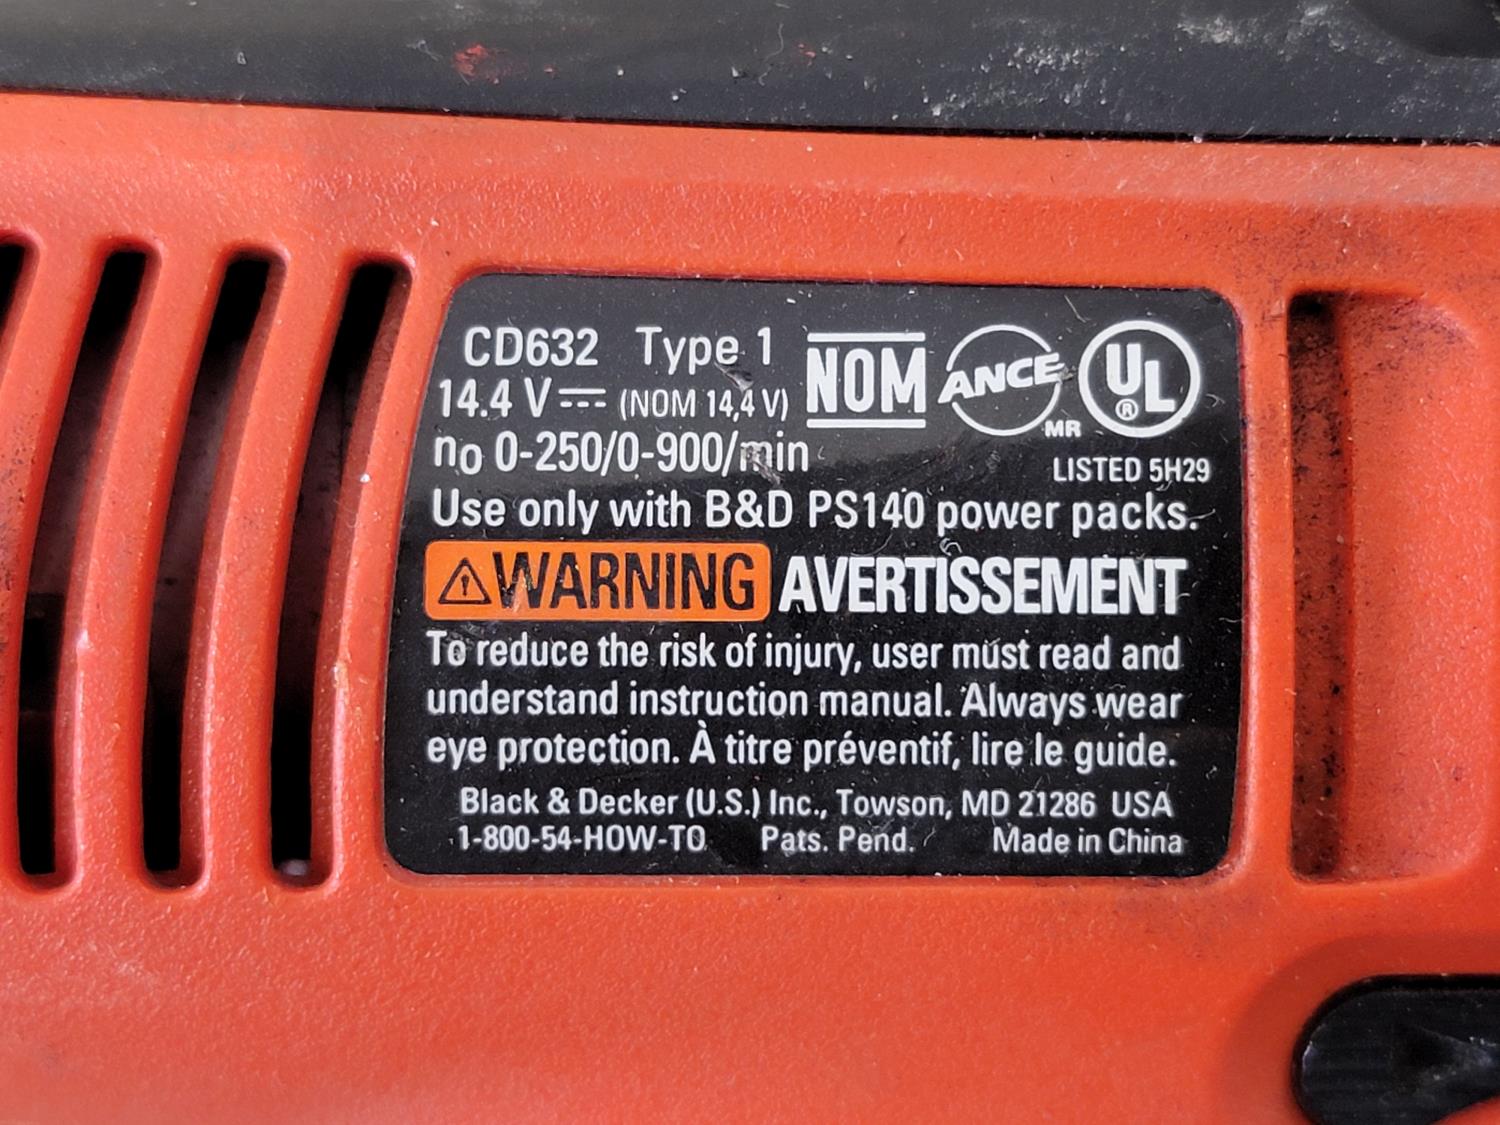 CD632 Type 1
14.4 V⎓ (NOM 14,4 V)
NOM ANCE MR UL ®
no 0-250/0-900/min
LISTED 5H29
Use only with B&D PS140 power packs.
⚠WARNING AVERTISSEMENT
To reduce the risk of injury, user must read and
understand instruction manual. Always wear
eye protection. À titre préventif, lire le guide.
Black & Decker (U.S.) Inc., Towson, MD 21286 USA
1-800-54-HOW-TO Pats. Pend. Made in China